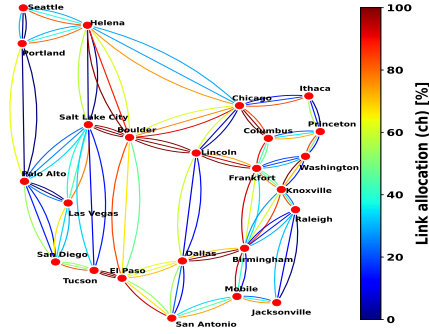 Seattle
Helena
Portland
Chicago
Ithaca
Salt Lake City
Boulder
Columbus
Princeton
Lincoln
Washington
Palo Alto
Frankfort
Knoxville
Las Vegas
Raleigh
San Diego
Tucson
El Paso
Dallas
Birmingham
Mobile
San Antonio
Jacksonville
100
80
60
40
20
0
Link allocation (ch) [%]